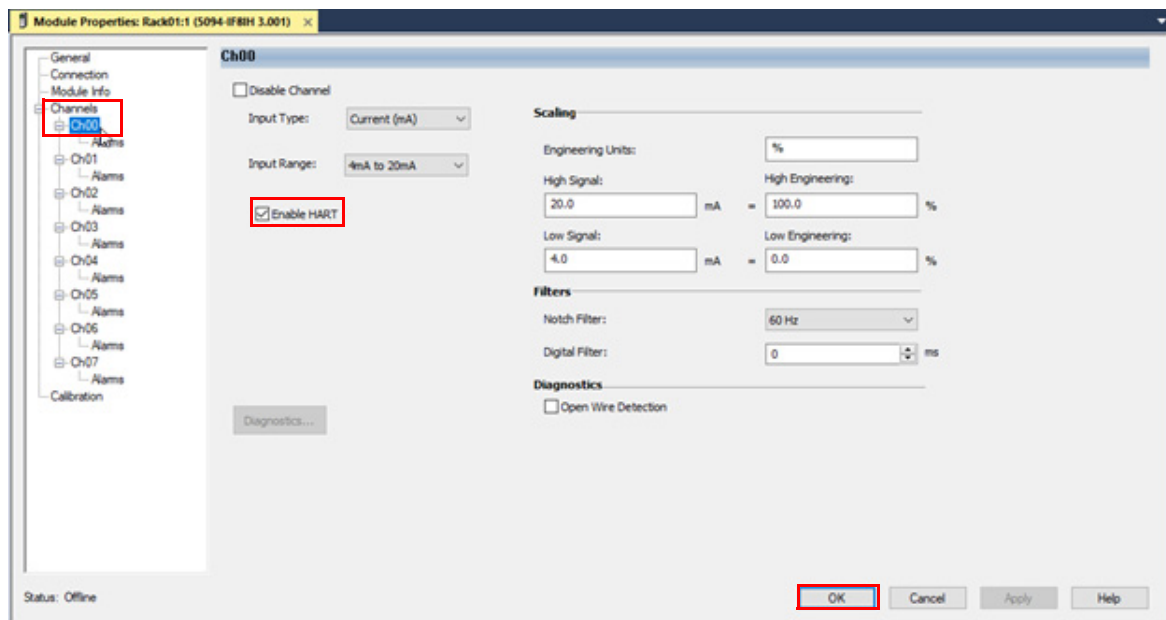 Module Properties: Rack01:1 (5094-IF8IH 3.001) ×
General
Connection
Module Info
Channels
Ch00
Alarms
Ch01
Alarms
Ch02
Alarms
Ch03
Alarms
Ch04
Alarms
Ch05
Alarms
Ch06
Alarms
Ch07
Alarms
Calibration
Ch00
Disable Channel
Input Type: Current (mA)
Input Range: 4mA to 20mA
Enable HART
Diagnostics...
Scaling
Engineering Units: %
High Signal: High Engineering:
20.0 mA = 100.0 %
Low Signal: Low Engineering:
4.0 mA = 0.0 %
Filters
Notch Filter: 60 Hz
Digital Filter: 0 ms
Diagnostics
Open Wire Detection
Status: Offline
OK Cancel Apply Help